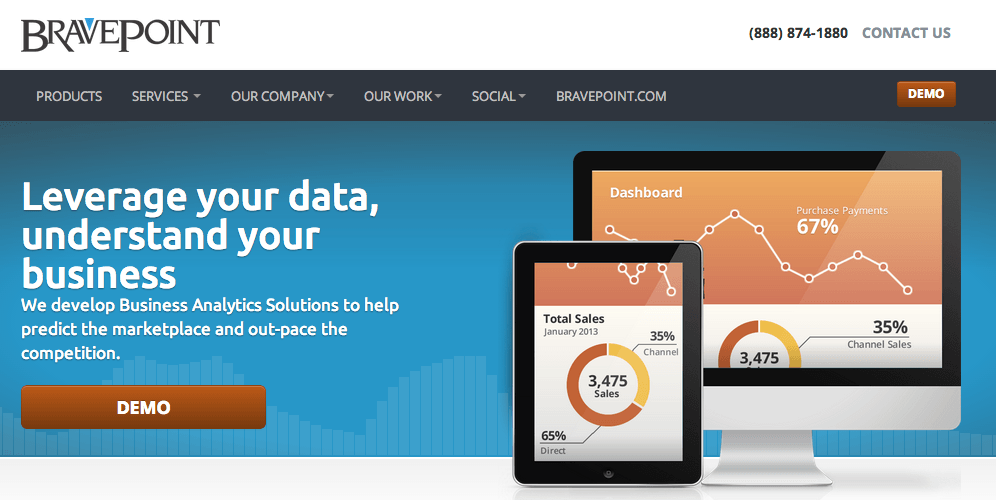 BRAVEPOINT
(888) 874-1880 CONTACT US
PRODUCTS SERVICES OUR COMPANY OUR WORK SOCIAL BRAVEPOINT.COM DEMO
Leverage your data,
understand your
business
We develop Business Analytics Solutions to help
predict the marketplace and out-pace the
competition.
DEMO
Dashboard
Purchase Payments
67%
35%
Channel Sales
3,475
Total Sales
January 2013
35%
Channel
3,475
Sales
65%
Direct